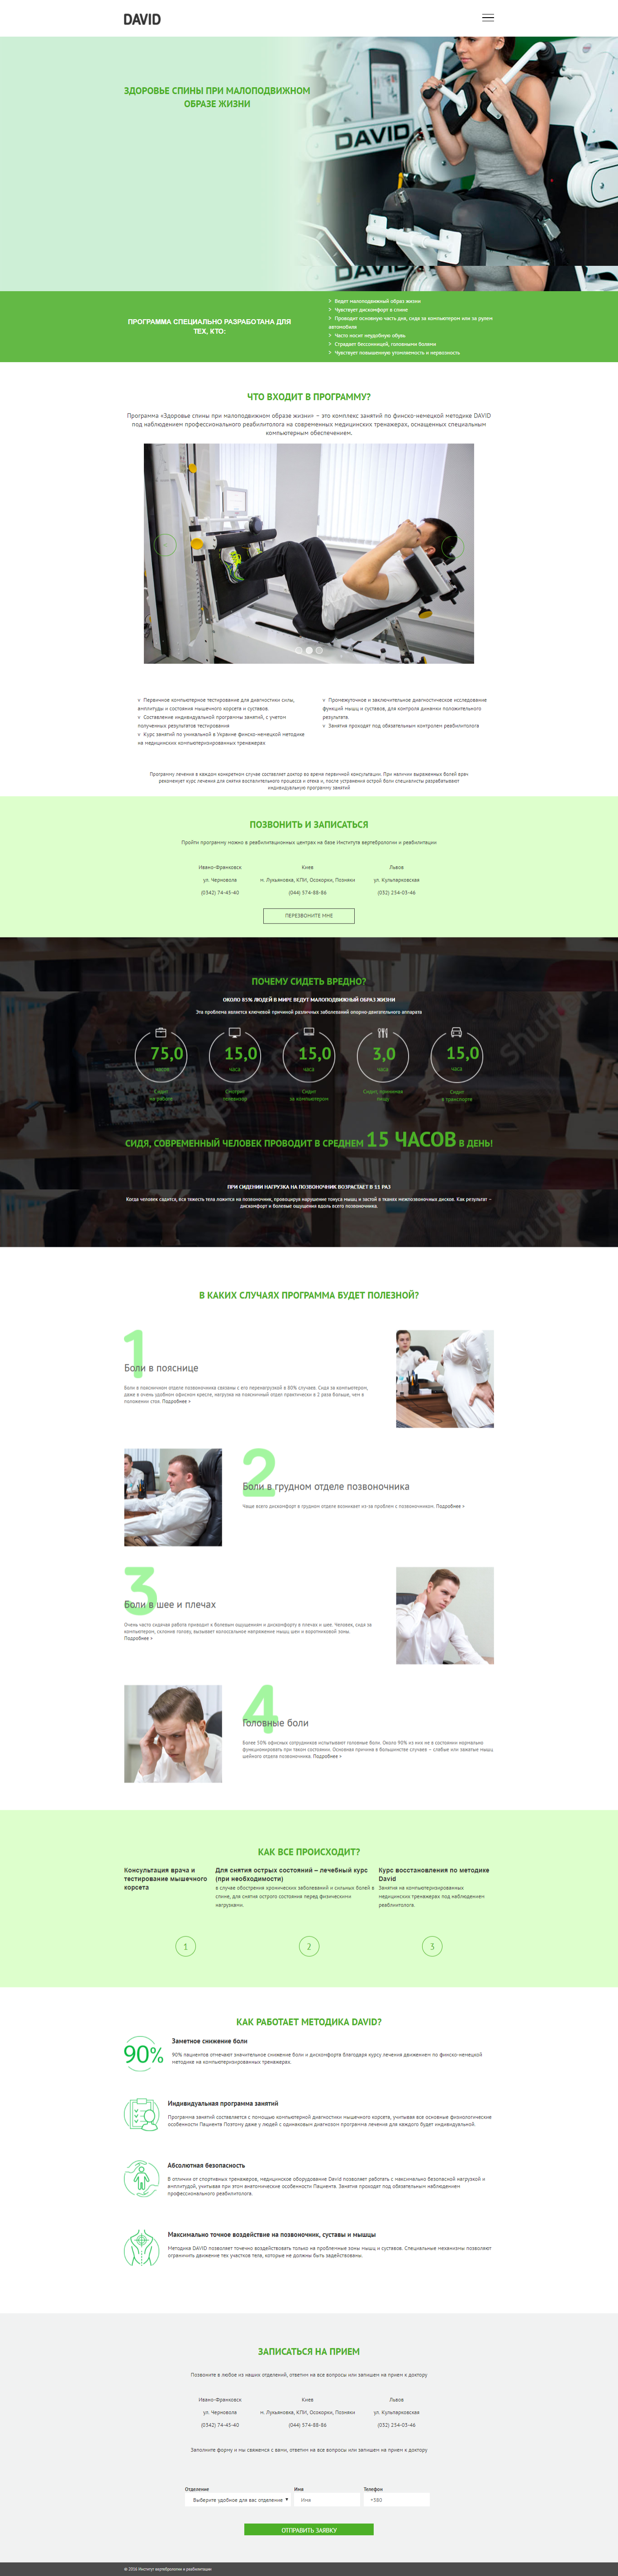 DAVID
ЗДОРОВЬЕ СПИНЫ ПРИ МАЛОПОДВИЖНОМ
ОБРАЗЕ ЖИЗНИ
DAVID
DAVID
DAVID
ПРОГРАММА СПЕЦИАЛЬНО РАЗРАБОТАНА ДЛЯ
ТЕХ, КТО:
Ведет малоподвижный образ жизни
Чувствует дискомфорт в спине
Проводит основную часть дня, сидя за компьютером или за рулем
автомобиля
Часто носит неудобную обувь
Страдает бессонницей, головными болями
Чувствует повышенную утомляемость и нервозность
ЧТО ВХОДИТ В ПРОГРАММУ?
Программа «Здоровье спины при малоподвижном образе жизни» – это комплекс занятий по финско-немецкой методике DAVID
под наблюдением профессионального реабилитолога на современных медицинских тренажерах, оснащенных специальным
компьютерным обеспечением.
Первичное компьютерное тестирование для диагностики силы,
амплитуды и состояния мышечного корсета и суставов.
Составление индивидуальной программы занятий, с учетом
полученных результатов тестирования
Курс занятий по уникальной в Украине финско-немецкой методике
на медицинских компьютеризированных тренажерах
Промежуточное и заключительное диагностическое исследование
функций мышц и суставов, для контроля динамики положительного
результата.
Занятия проходят под обязательным контролем реабилитолога
Программу лечения в каждом конкретном случае составляет доктор во время первичной консультации. При наличии выраженных болей врач
рекомендует курс лечения для снятия воспалительного процесса и отека и, после устранения острой боли специалисты разрабатывают
индивидуальную программу занятий
ПОЗВОНИТЬ И ЗАПИСАТЬСЯ
Пройти программу можно в реабилитационных центрах на базе Института вертебрологии и реабилитации
Ивано-Франковск
ул. Черновола
(0342) 74-45-40
Киев
м. Лукьяновка, КПИ, Осокорки, Позняки
(044) 574-88-86
Львов
ул. Кульпарковская
(032) 254-03-46
ПЕРЕЗВОНИТЕ МНЕ
ПОЧЕМУ СИДЕТЬ ВРЕДНО?
ОКОЛО 85% ЛЮДЕЙ В МИРЕ ВЕДУТ МАЛОПОДВИЖНЫЙ ОБРАЗ ЖИЗНИ
Эта проблема является ключевой причиной различных заболеваний опорно-двигательного аппарата
75,0
часов
Сидит
на работе
15,0
часа
Смотрит
телевизор
15,0
часа
Сидит
за компьютером
3,0
часа
Сидит, принимая
пищу
15,0
часа
Сидит
в транспорте
СИДЯ, СОВРЕМЕННЫЙ ЧЕЛОВЕК ПРОВОДИТ В СРЕДНЕМ 15 ЧАСОВ В ДЕНЬ!
ПРИ СИДЕНИИ НАГРУЗКА НА ПОЗВОНОЧНИК ВОЗРАСТАЕТ В 11 РАЗ
Когда человек садится, вся тяжесть тела ложится на позвоночник, провоцируя нарушение тонуса мышц и застой в тканях межпозвоночных дисков. Как результат –
дискомфорт и болевые ощущения вдоль всего позвоночника.
В КАКИХ СЛУЧАЯХ ПРОГРАММА БУДЕТ ПОЛЕЗНОЙ?
1
Боли в пояснице
Боли в поясничном отделе позвоночника связаны с его перенагрузкой в 80% случаев. Сидя за компьютером,
даже в очень удобном офисном кресле, нагрузка на поясничный отдел практически в 2 раза больше, чем в
положении стоя. Подробнее >
2
Боли в грудном отделе позвоночника
Чаще всего дискомфорт в грудном отделе возникает из-за проблем с позвоночником. Подробнее >
3
Боли в шее и плечах
Очень часто сидячая работа приводит к болевым ощущениям и дискомфорту в плечах и шее. Человек, сидя за
компьютером, склоняя голову, вызывает колоссальное напряжение мышц шеи и воротниковой зоны.
Подробнее >
4
Головные боли
Более 50% офисных сотрудников испытывают головные боли. Около 90% из них не в состоянии нормально
функционировать при таком состоянии. Основная причина в большинстве случаев – слабые или зажатые мышц
шейного отдела позвоночника. Подробнее >
КАК ВСЕ ПРОИСХОДИТ?
Консультация врача и
тестирование мышечного
корсета
Для снятия острых состояний – лечебный курс
(при необходимости)
в случае обострения хронических заболеваний и сильных болей в
спине, для снятия острого состояния перед физическими
нагрузками.
Курс восстановления по методике
David
Занятия на компьютеризированных
медицинских тренажерах под наблюдением
реабилитолога.
1
2
3
КАК РАБОТАЕТ МЕТОДИКА DAVID?
90%
Заметное снижение боли
90% пациентов отмечают значительное снижение боли и дискомфорта благодаря курсу лечения движением по финско-немецкой
методике на компьютеризированных тренажерах.
Индивидуальная программа занятий
Программа занятий составляется с помощью компьютерной диагностики мышечного корсета, учитывая все основные физиологические
особенности Пациента Поэтому даже у людей с одинаковым диагнозом программа лечения для каждого будет индивидуальной.
Абсолютная безопасность
В отличии от спортивных тренажеров, медицинское оборудование David позволяет работать с максимально безопасной нагрузкой и
амплитудой, учитывая при этом анатомические особенности Пациента. Занятия проходят под обязательным наблюдением
профессионального реабилитолога.
Максимально точное воздействие на позвоночник, суставы и мышцы
Методика DAVID позволяет точечно воздействовать только на проблемные зоны мышц и суставов. Специальные механизмы позволяют
ограничить движение тех участков тела, которые не должны быть задействованы.
ЗАПИСАТЬСЯ НА ПРИЕМ
Позвоните в любое из наших отделений, ответим на все вопросы или запишем на прием к доктору
Ивано-Франковск
ул. Черновола
(0342) 74-45-40
Киев
м. Лукьяновка, КПИ, Осокорки, Позняки
(044) 574-88-86
Львов
ул. Кульпарковская
(032) 254-03-46
Заполните форму и мы свяжемся с вами, ответим на все вопросы или запишем на прием к доктору
Отделение
Выберите удобное для вас отделение
Имя
Имя
Телефон
+380
ОТПРАВИТЬ ЗАЯВКУ
© 2016 Институт вертебрологии и реабилитации